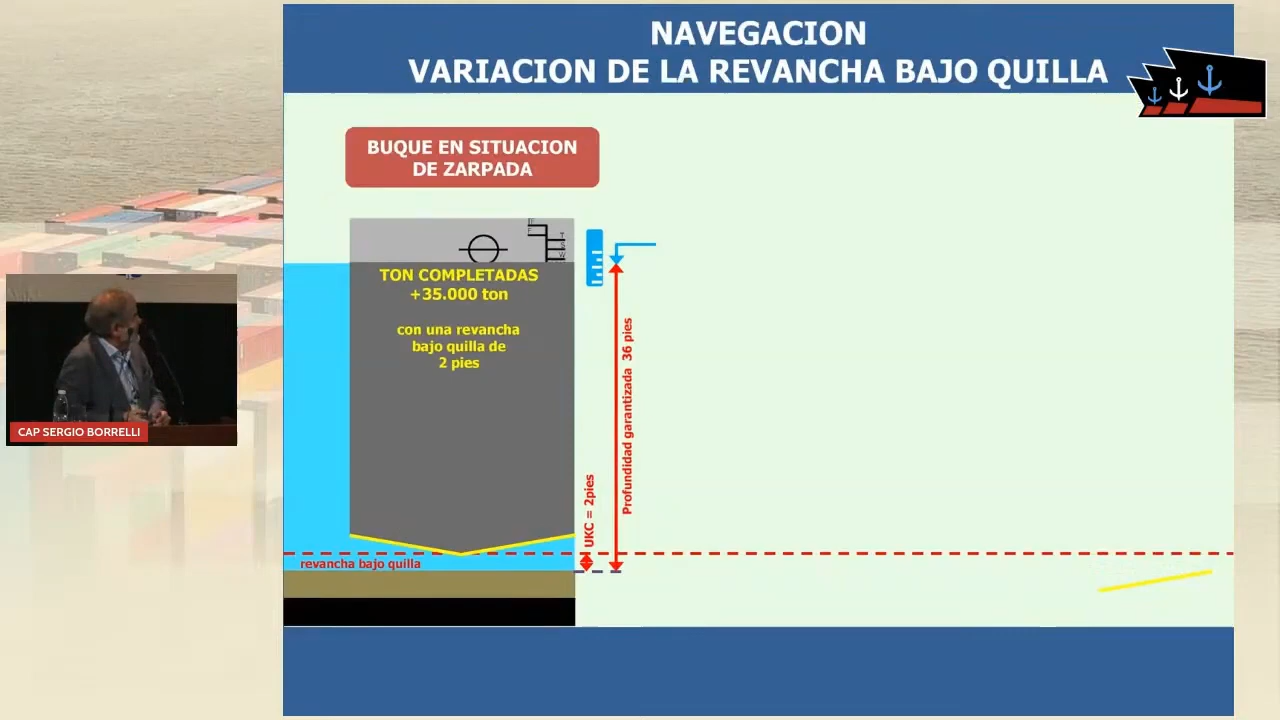 NAVEGACION
VARIACION DE LA REVANCHA BAJO QUILLA
BUQUE EN SITUACION
DE ZARPADA
TON COMPLETADAS
+35.000 ton
con una revancha
bajo quilla de
2 pies
Profundidad garantizada 36 pies
UKC = 2pies
revancha bajo quilla
CAP SERGIO BORRELLI